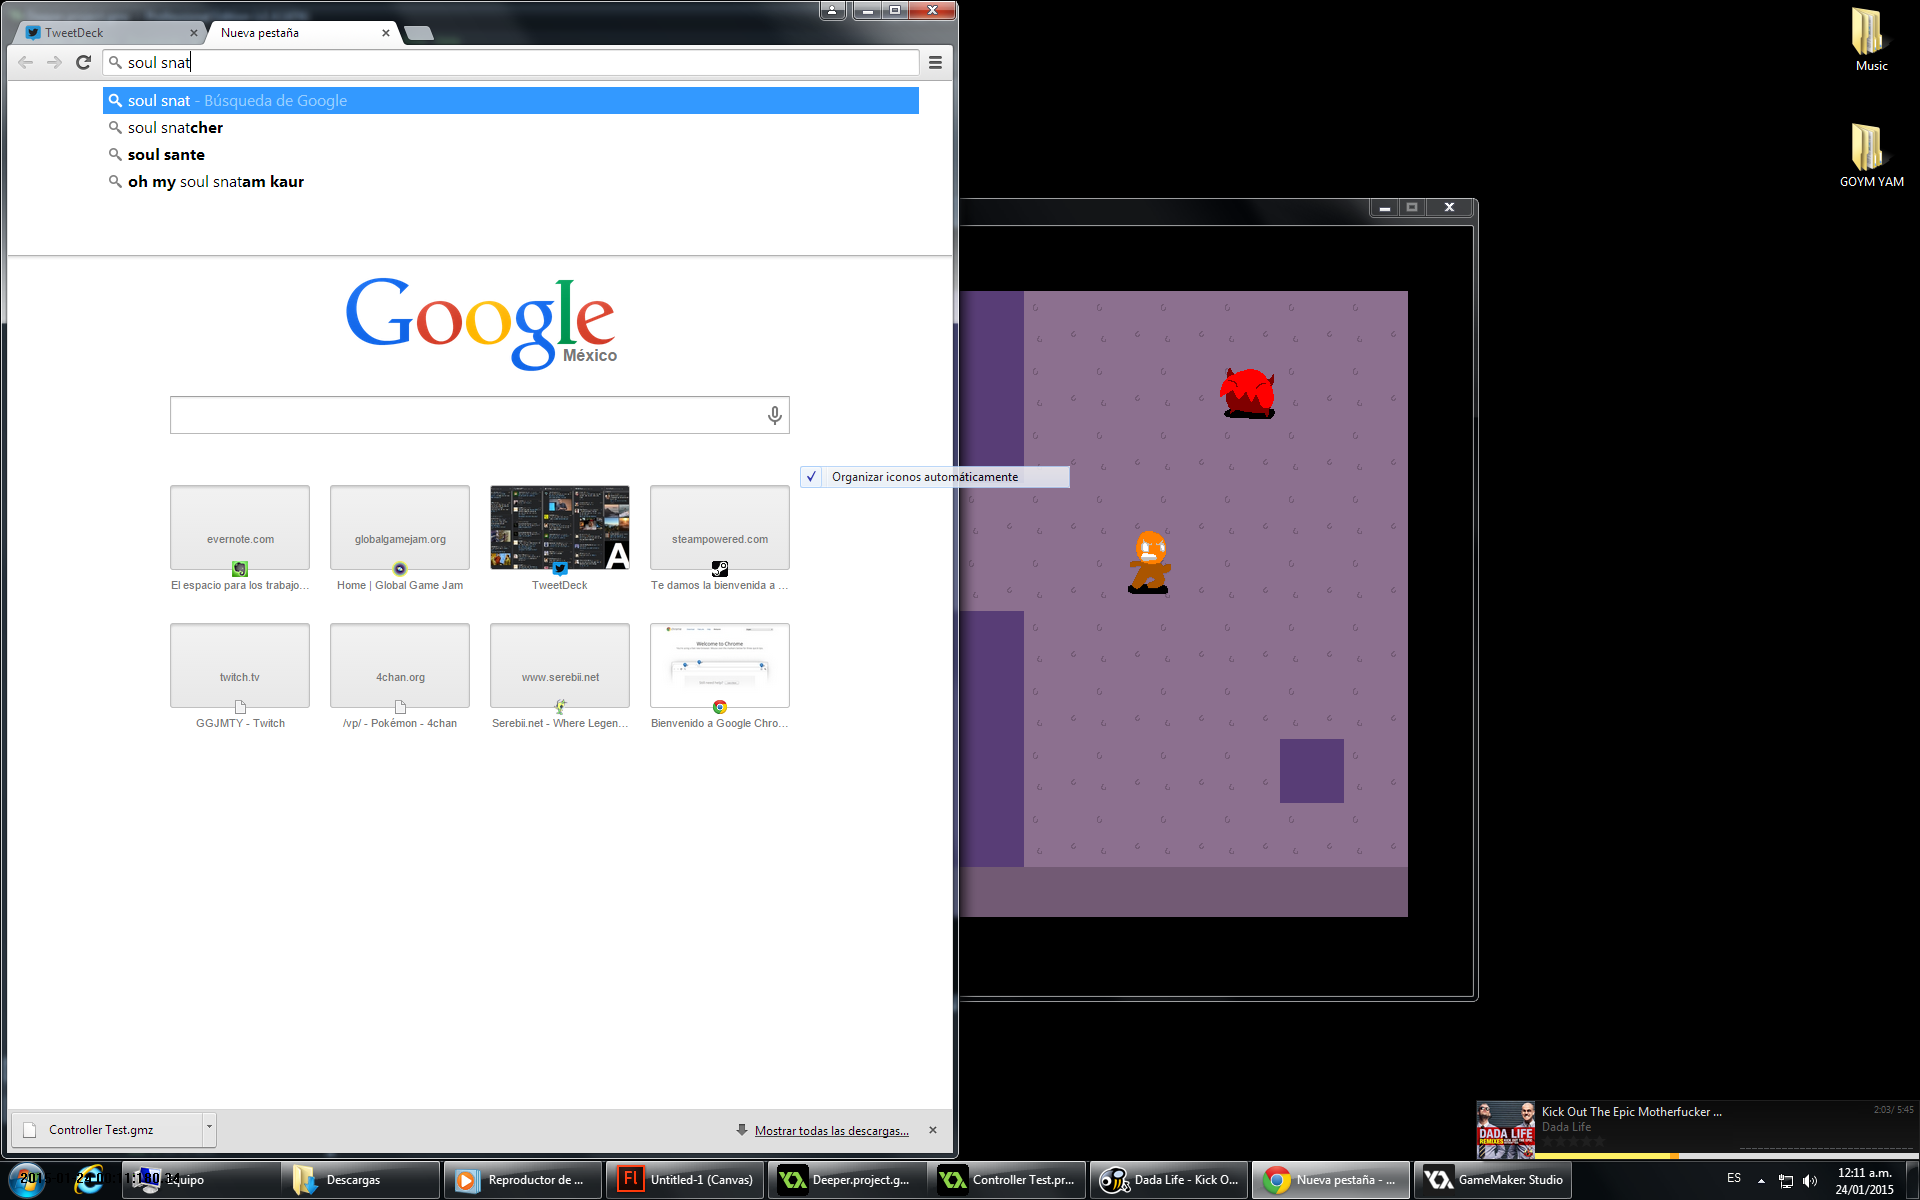 TweetDeck
Nueva pestaña
soul snat
soul snat - Búsqueda de Google
soul snatcher
soul sante
oh my soul snatam kaur
Google
México
Organizar iconos automáticamente
evernote.com
globalgamejam.org
steampowered.com
El espacio para los trabajo...
Home | Global Game Jam
TweetDeck
Te damos la bienvenida a ...
Welcome to Chrome
twitch.tv
4chan.org
www.serebii.net
GGJMTY - Twitch
/vp/ - Pokémon - 4chan
Serebii.net - Where Legen...
Bienvenido a Google Chro...
Music
GOYM YAM
Controller Test.gmz
Mostrar todas las descargas...
Kick Out The Epic Motherfucker ...
2:03/ 5:45
Dada Life
DADA LIFE
Equipo
Descargas
Reproductor de ...
Untitled-1 (Canvas)
Deeper.project.g...
Controller Test.pr...
Dada Life - Kick O...
Nueva pestaña - ...
GameMaker: Studio
ES
12:11 a.m.
24/01/2015